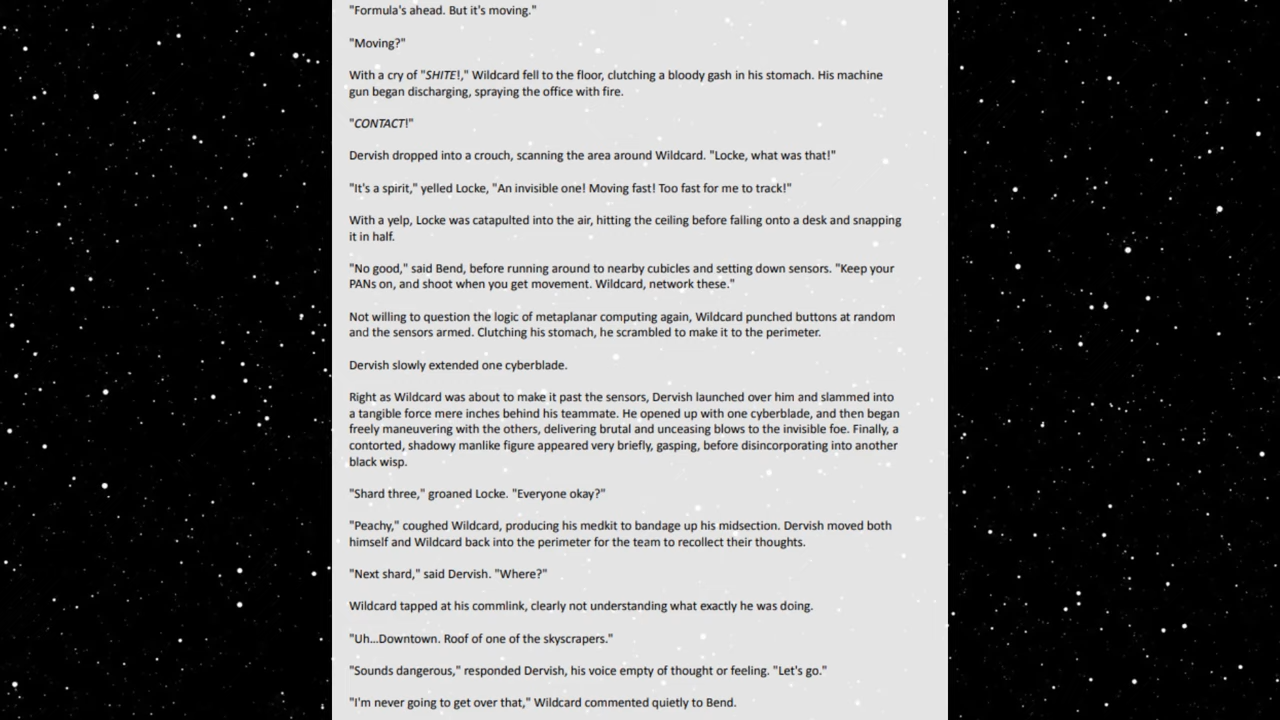 "Formula's ahead. But it's moving."
"Moving?"
With a cry of "SHITE!," Wildcard fell to the floor, clutching a bloody gash in his stomach. His machine
gun began discharging, spraying the office with fire.
"CONTACT!"
Dervish dropped into a crouch, scanning the area around Wildcard. "Locke, what was that!"
"It's a spirit," yelled Locke, "An invisible one! Moving fast! Too fast for me to track!"
With a yelp, Locke was catapulted into the air, hitting the ceiling before falling onto a desk and snapping
it in half.
"No good," said Bend, before running around to nearby cubicles and setting down sensors. "Keep your
PANs on, and shoot when you get movement. Wildcard, network these."
Not willing to question the logic of metaplanar computing again, Wildcard punched buttons at random
and the sensors armed. Clutching his stomach, he scrambled to make it to the perimeter.
Dervish slowly extended one cyberblade.
Right as Wildcard was about to make it past the sensors, Dervish launched over him and slammed into
a tangible force mere inches behind his teammate. He opened up with one cyberblade, and then began
freely maneuvering with the others, delivering brutal and unceasing blows to the invisible foe. Finally, a
contorted, shadowy manlike figure appeared very briefly, gasping, before disincorporating into another
black wisp.
"Shard three," groaned Locke. "Everyone okay?"
"Peachy," coughed Wildcard, producing his medkit to bandage up his midsection. Dervish moved both
himself and Wildcard back into the perimeter for the team to recollect their thoughts.
"Next shard," said Dervish. "Where?"
Wildcard tapped at his commlink, clearly not understanding what exactly he was doing.
"Uh...Downtown. Roof of one of the skyscrapers."
"Sounds dangerous," responded Dervish, his voice empty of thought or feeling. "Let's go."
"I'm never going to get over that," Wildcard commented quietly to Bend.